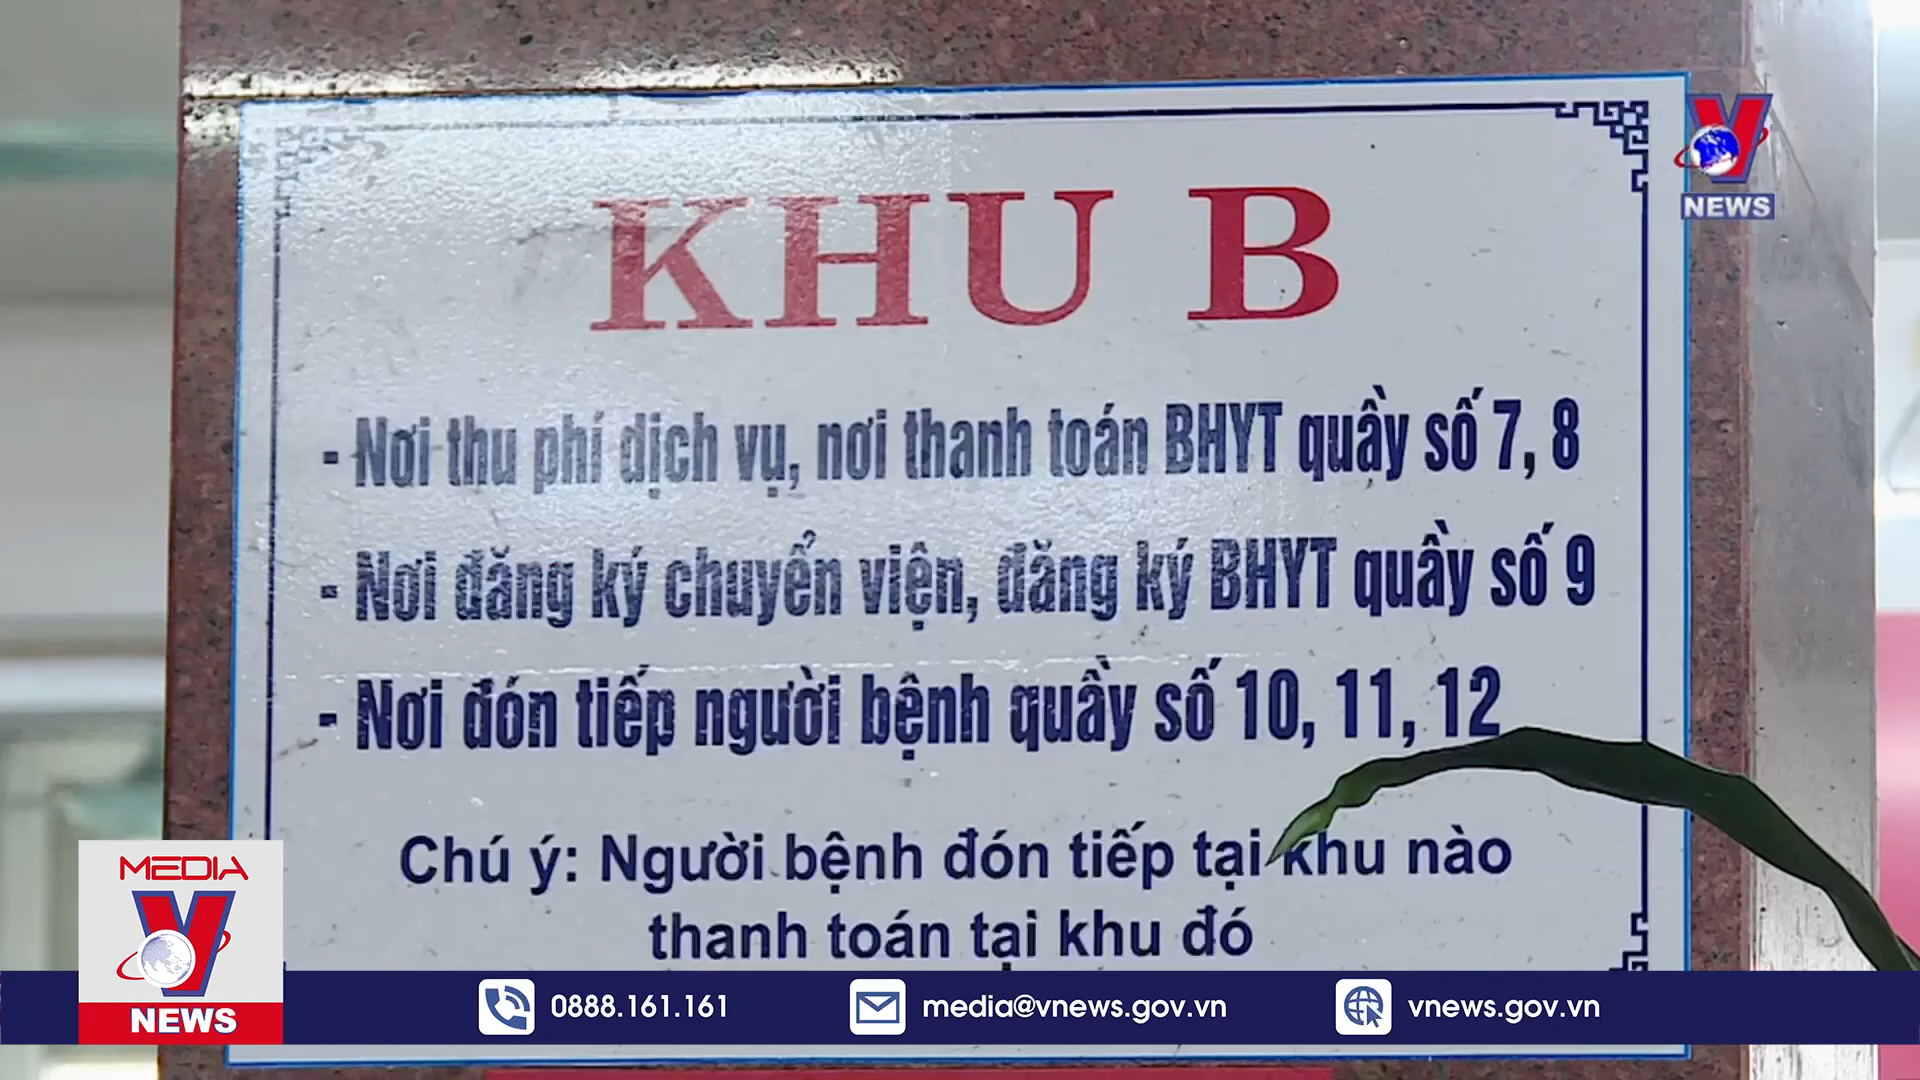 KHU B
- Nơi thu phí dịch vụ, nơi thanh toán BHYT quầy số 7, 8
- Nơi đăng ký chuyển viện, đăng ký BHYT quầy số 9
- Nơi đón tiếp người bệnh quầy số 10, 11, 12
Chú ý: Người bệnh đón tiếp tại khu nào
thanh toán tại khu đó
V
NEWS
MEDIA
V
NEWS
0888.161.161
media@vnews.gov.vn
vnews.gov.vn